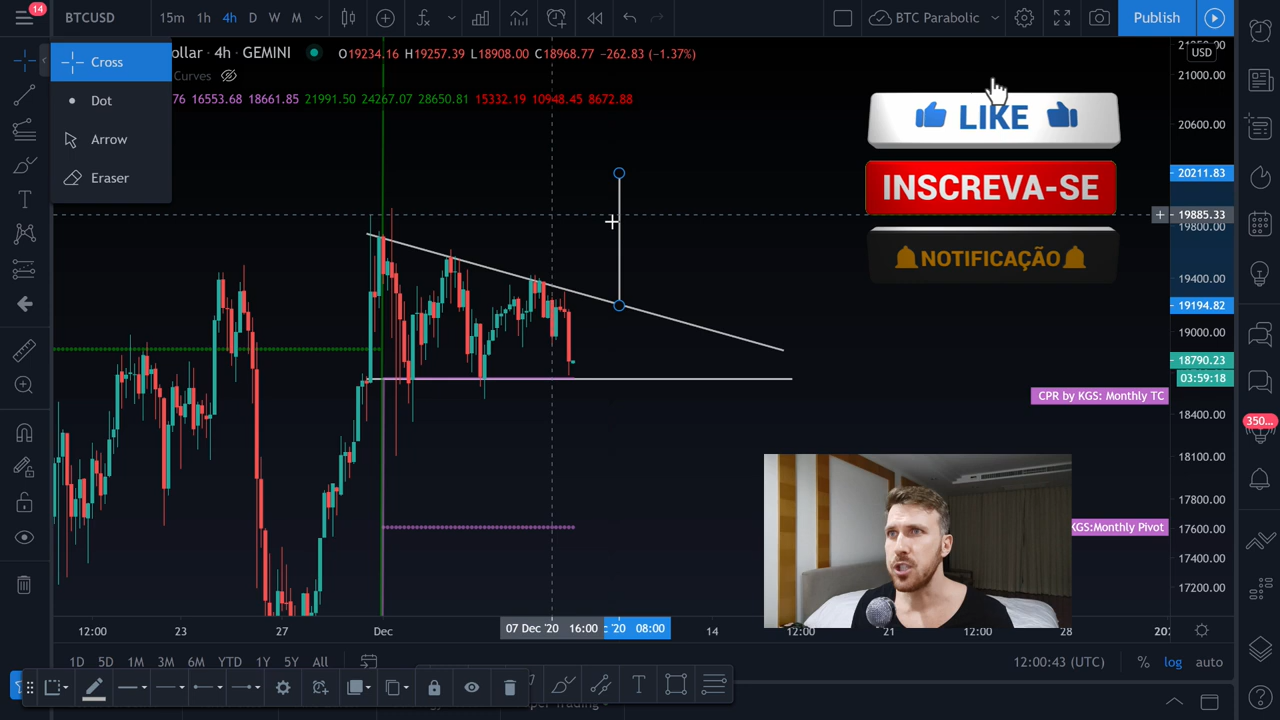 14
BTCUSD
15m 1h 4h D W M
BTC Parabolic
Publish
Cross
Dot
Arrow
Eraser
ollar · 4h · GEMINI
O19234.16 H19257.39 L18908.00 C18968.77 -262.83 (-1.37%)
Curves
76 16553.68 18661.85 21991.50 24267.07 28650.81 15332.19 10948.45 8672.88
USD
21000.00
20600.00
20211.83
19885.33
19800.00
19400.00
19194.82
19000.00
18790.23
03:59:18
18400.00
18100.00
17800.00
17600.00
17400.00
17200.00
LIKE
INSCREVA-SE
NOTIFICAÇÃO
CPR by KGS: Monthly TC
KGS:Monthly Pivot
350...
12:00 23 27 Dec
07 Dec '20 16:00
'20 08:00
14 12:00 21 12:00 28 202
1D 5D 1M 3M 6M YTD 1Y 5Y All
12:00:43 (UTC)
% log auto